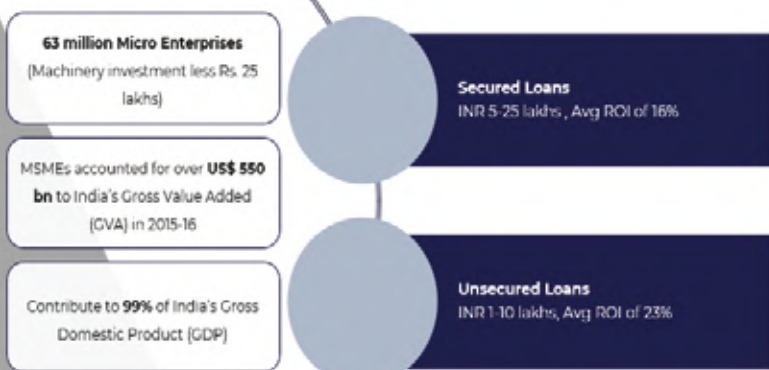 63 million Micro Enterprises
(Machinery investment less Rs. 25
lakhs)
MSMEs accounted for over US$ 550
bn to India's Gross Value Added
(GVA) in 2015-16
Contribute to 99% of India's Gross
Domestic Product (GDP)
Secured Loans
INR 5-25 lakhs , Avg ROI of 16%
Unsecured Loans
INR 1-10 lakhs, Avg ROI of 23%